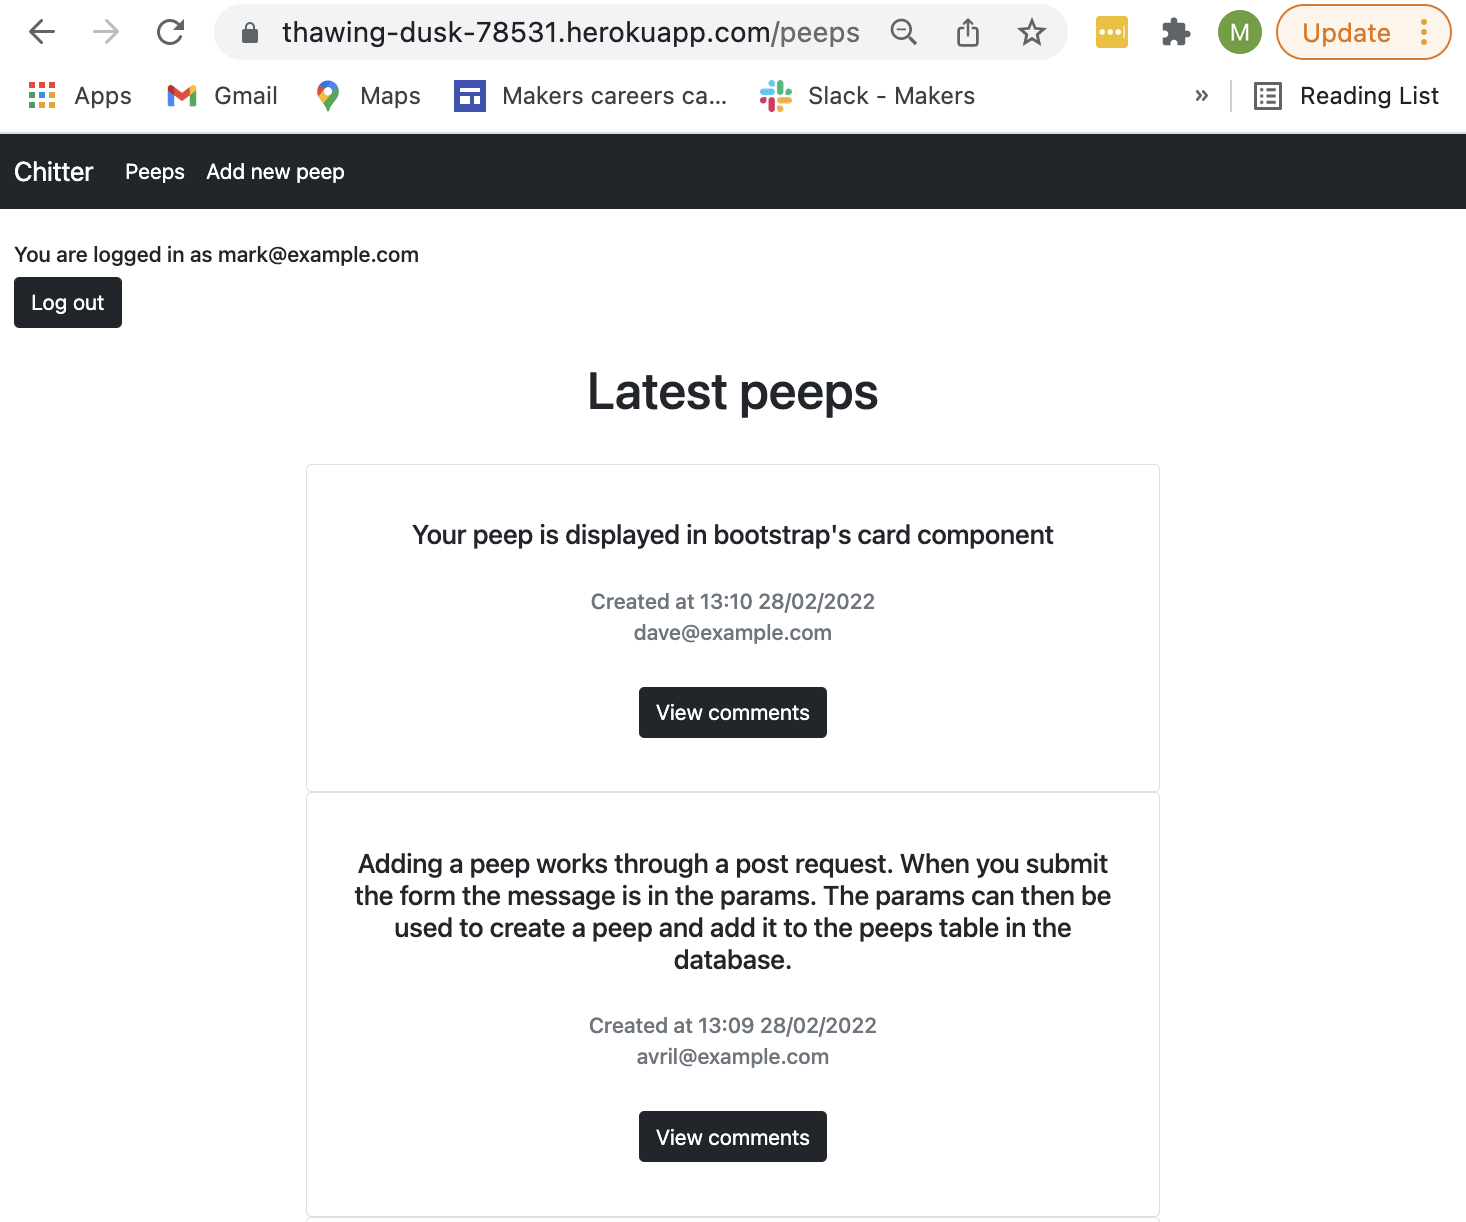 thawing-dusk-78531.herokuapp.com/peeps
M
Update
Apps
Gmail
Maps
Makers careers ca...
Slack - Makers
»
Reading List
Chitter
Peeps
Add new peep
You are logged in as mark@example.com
Log out
Latest peeps
Your peep is displayed in bootstrap's card component
Created at 13:10 28/02/2022
dave@example.com
View comments
Adding a peep works through a post request. When you submit
the form the message is in the params. The params can then be
used to create a peep and add it to the peeps table in the
database.
Created at 13:09 28/02/2022
avril@example.com
View comments